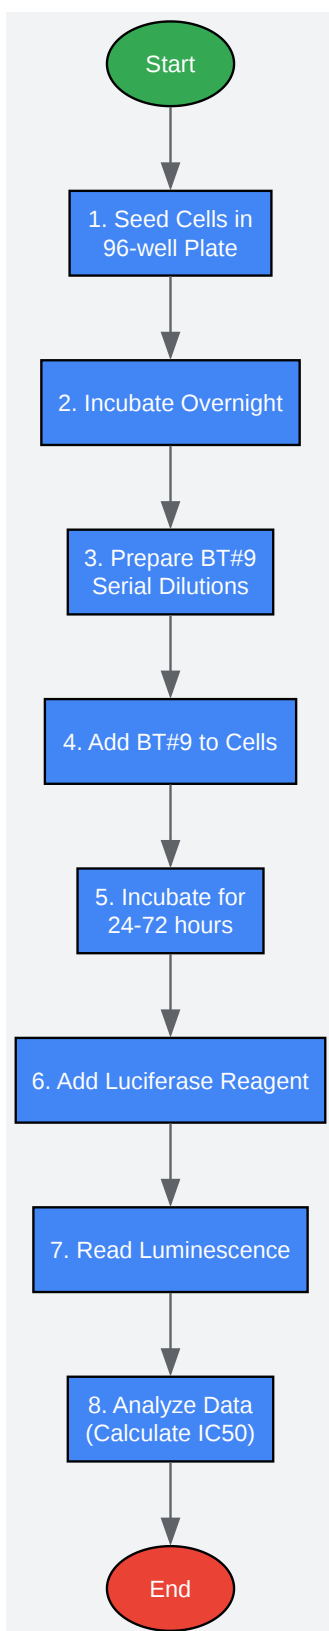 Start
1. Seed Cells in
96-well Plate
2. Incubate Overnight
3. Prepare BT#9
Serial Dilutions
4. Add BT#9 to Cells
5. Incubate for
24-72 hours
6. Add Luciferase Reagent
7. Read Luminescence
8. Analyze Data
(Calculate IC50)
End